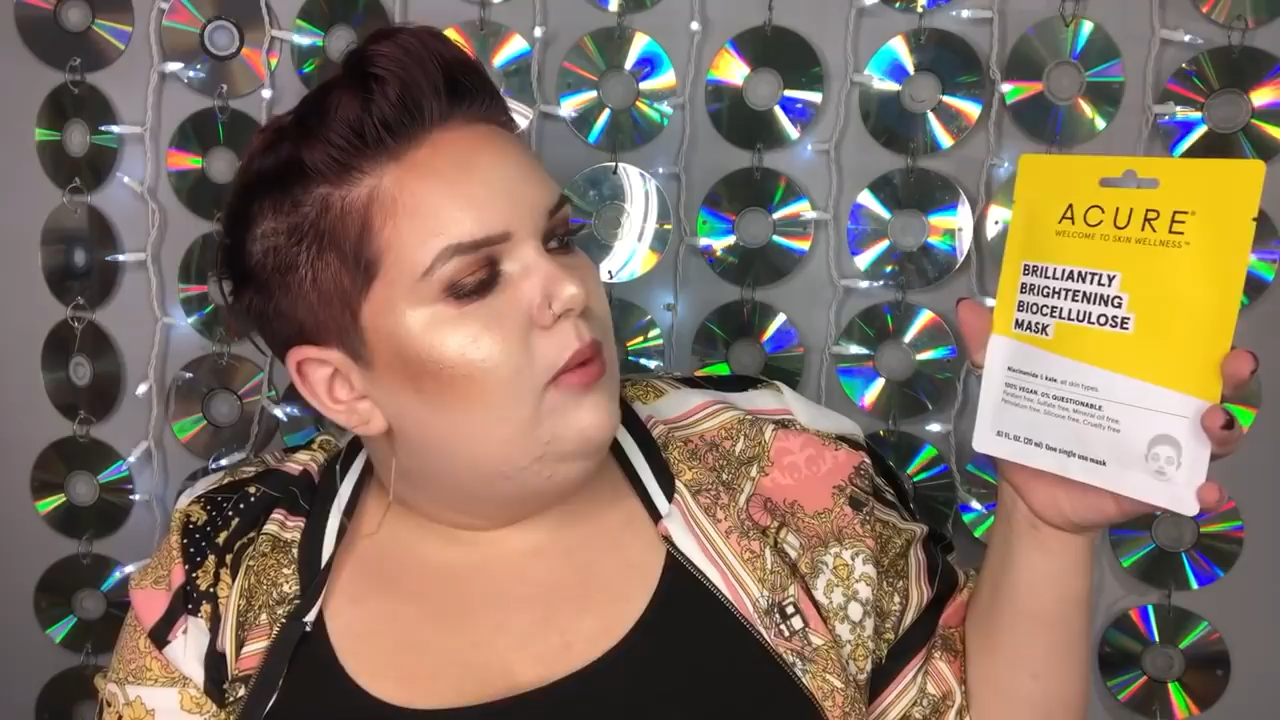 ACURE®
WELCOME TO SKIN WELLNESS™
BRILLIANTLY
BRIGHTENING
BIOCELLULOSE
MASK
Niacinamide & kale, all skin types.
100% VEGAN. 0% QUESTIONABLE.
Paraben free, Sulfate free, Mineral oil free,
Petrolatum free, Silicone free, Cruelty free
.67 FL. OZ. (20 ml) One single use mask